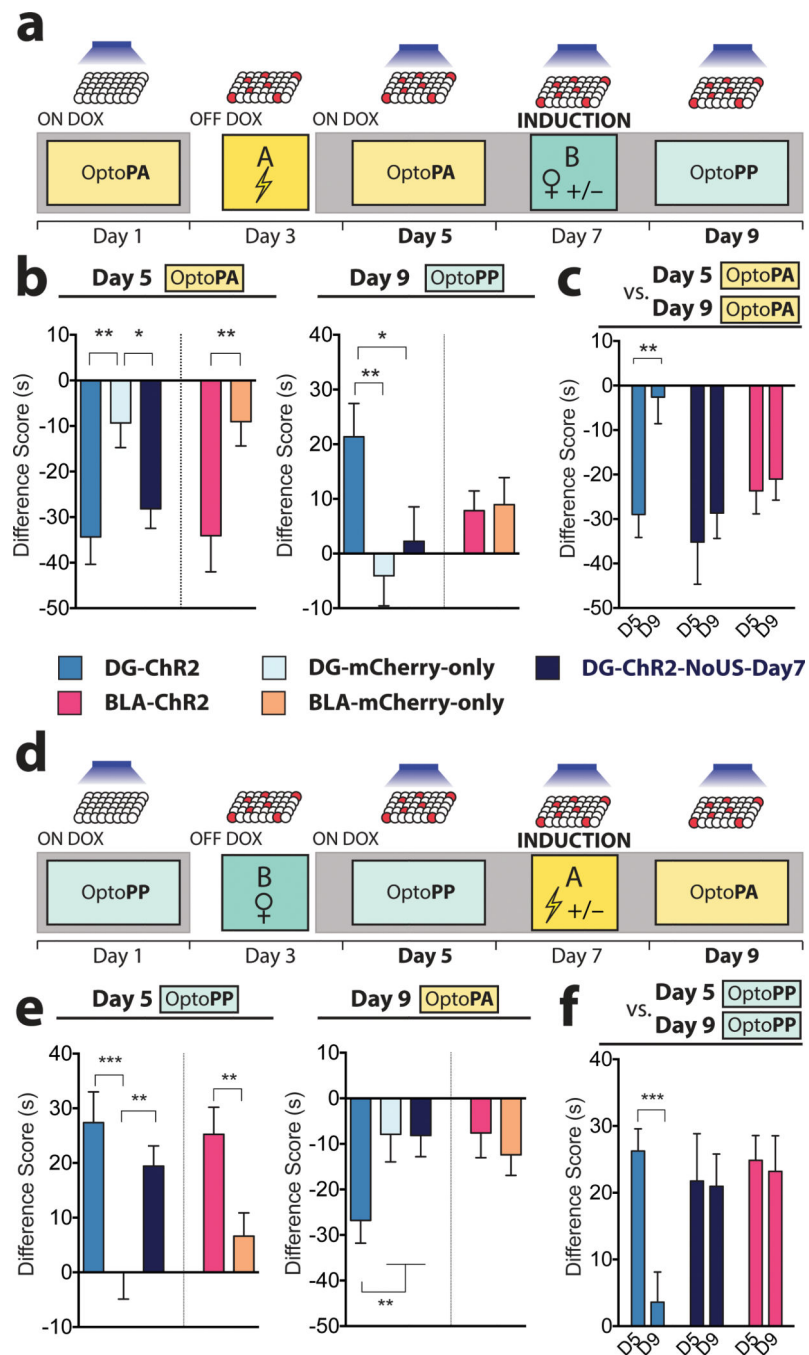 a
ON DOX OFF DOX ON DOX INDUCTION
OptoPA A OptoPA B ♀ +/− OptoPP
Day 1 Day 3 Day 5 Day 7 Day 9
b Day 5 OptoPA Day 9 OptoPP
c Day 5 OptoPA
vs. Day 9 OptoPA
Difference Score (s)
10
0
-10
-20
-30
-40
-50
** * **
Difference Score (s)
40
30
20
10
0
-10
*
**
Difference Score (s)
0
-10
-20
-30
-40
-50
**
D5 D9 D5 D9 D5 D9
DG-ChR2 DG-mCherry-only DG-ChR2-NoUS-Day7
BLA-ChR2 BLA-mCherry-only
d
ON DOX OFF DOX ON DOX INDUCTION
OptoPP B ♀ OptoPP A +/− OptoPA
Day 1 Day 3 Day 5 Day 7 Day 9
e Day 5 OptoPP Day 9 OptoPA
f Day 5 OptoPP
vs. Day 9 OptoPP
Difference Score (s)
40
30
20
10
0
-10
*** ** **
Difference Score (s)
10
0
-10
-20
-30
-40
-50
**
Difference Score (s)
40
30
20
10
0
***
D5 D9 D5 D9 D5 D9